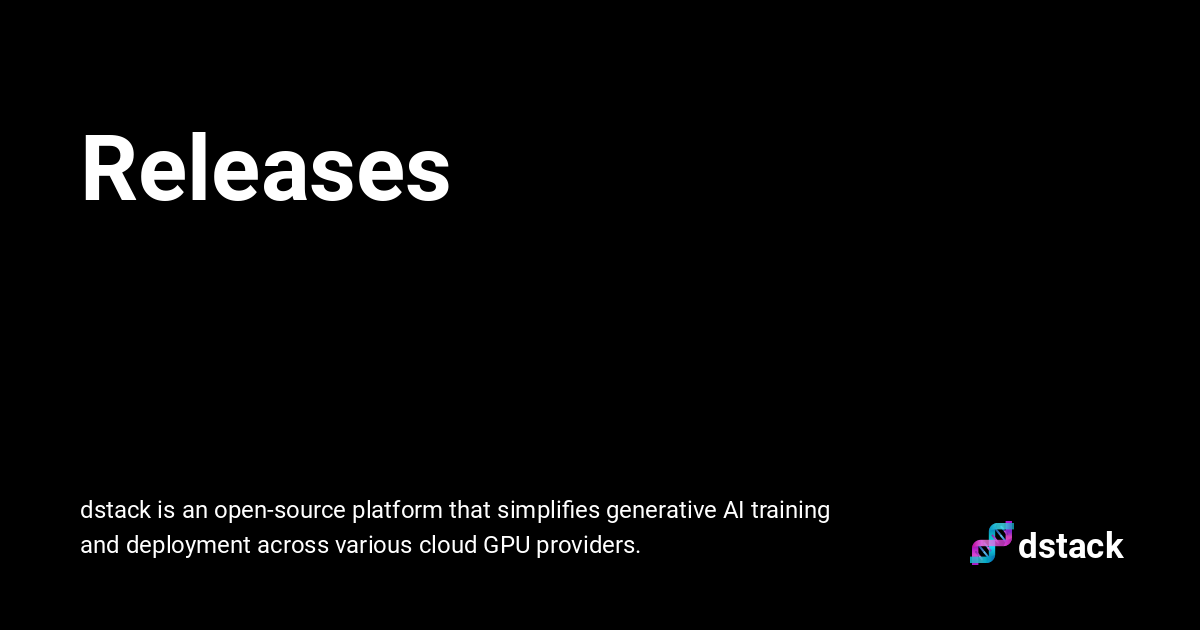 Releases
dstack is an open-source platform that simplifies generative AI training
and deployment across various cloud GPU providers.
dstack